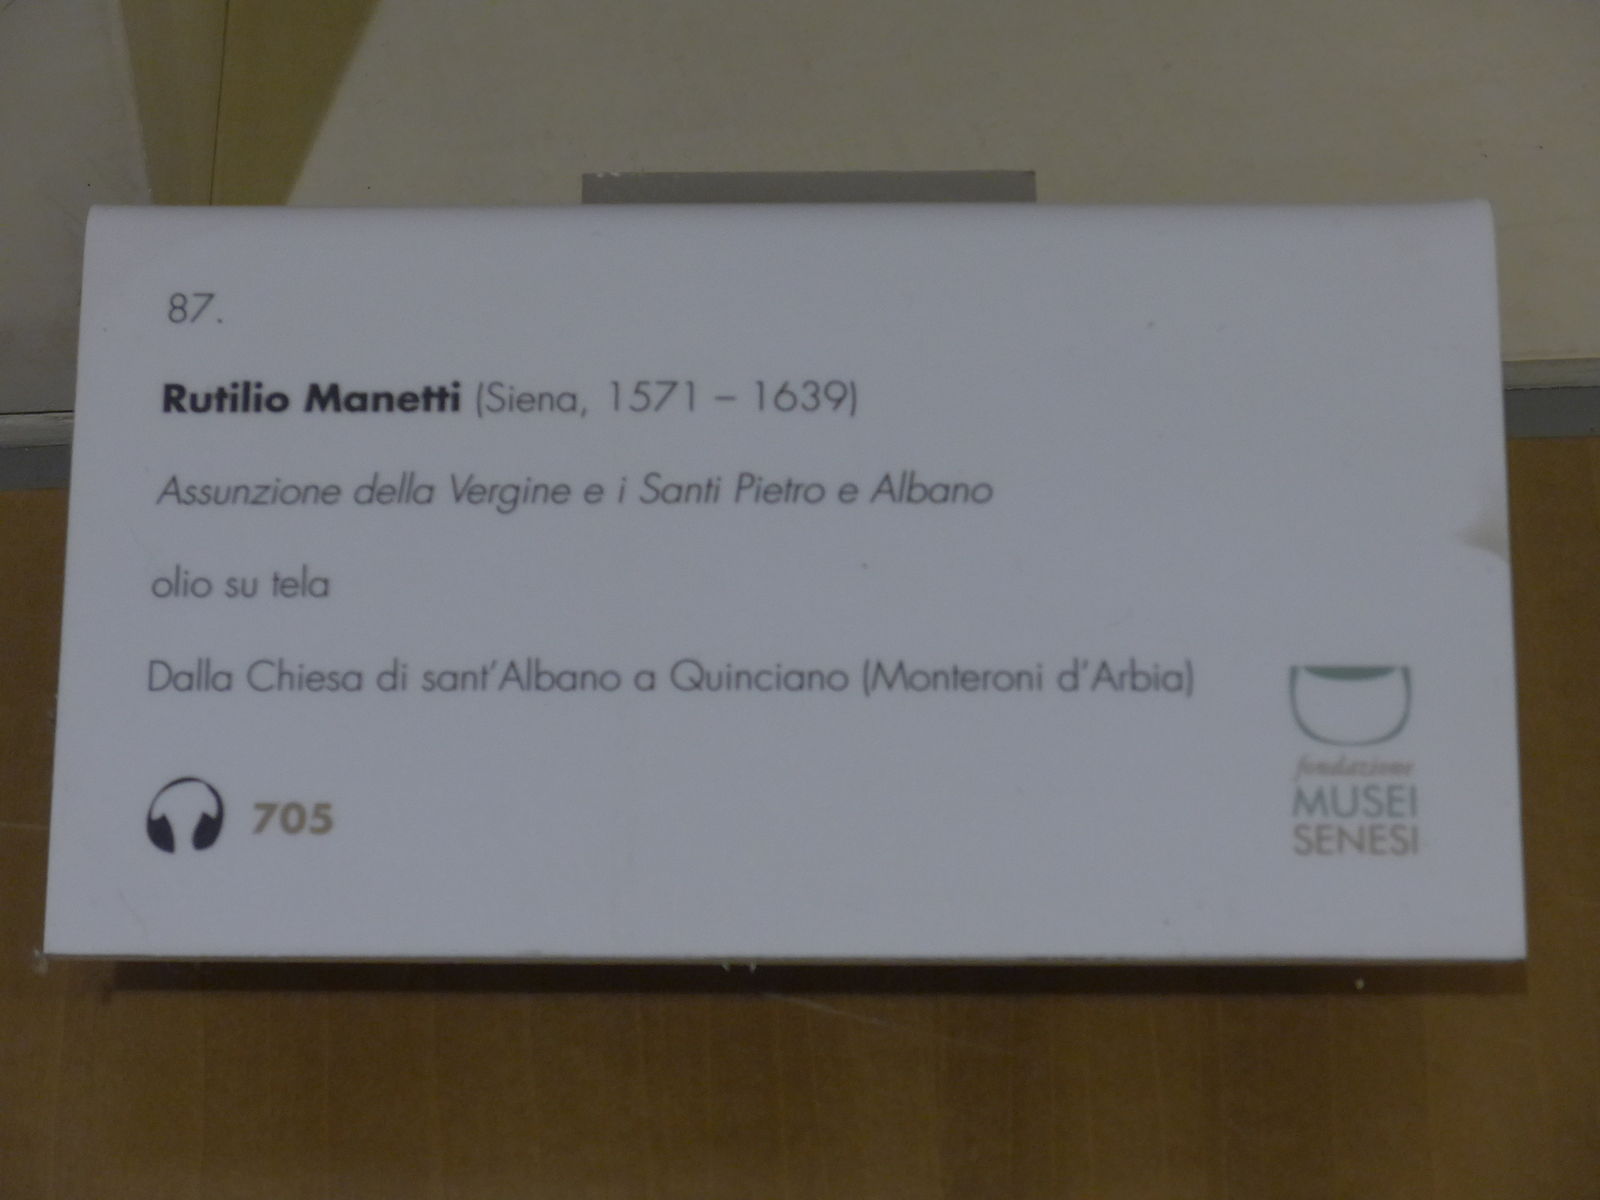 87.
Rutilio Manetti (Siena, 1571 – 1639)
Assunzione della Vergine e i Santi Pietro e Albano
olio su tela
Dalla Chiesa di sant'Albano a Quinciano (Monteroni d'Arbia)
705
fondazione
MUSEI
SENESI